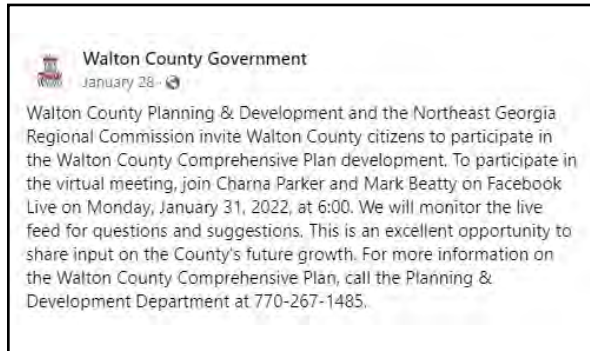 Walton County Government
January 28 ·
Walton County Planning & Development and the Northeast Georgia
Regional Commission invite Walton County citizens to participate in
the Walton County Comprehensive Plan development. To participate in
the virtual meeting, join Charna Parker and Mark Beatty on Facebook
Live on Monday, January 31, 2022, at 6:00. We will monitor the live
feed for questions and suggestions. This is an excellent opportunity to
share input on the County's future growth. For more information on
the Walton County Comprehensive Plan, call the Planning &
Development Department at 770-267-1485.